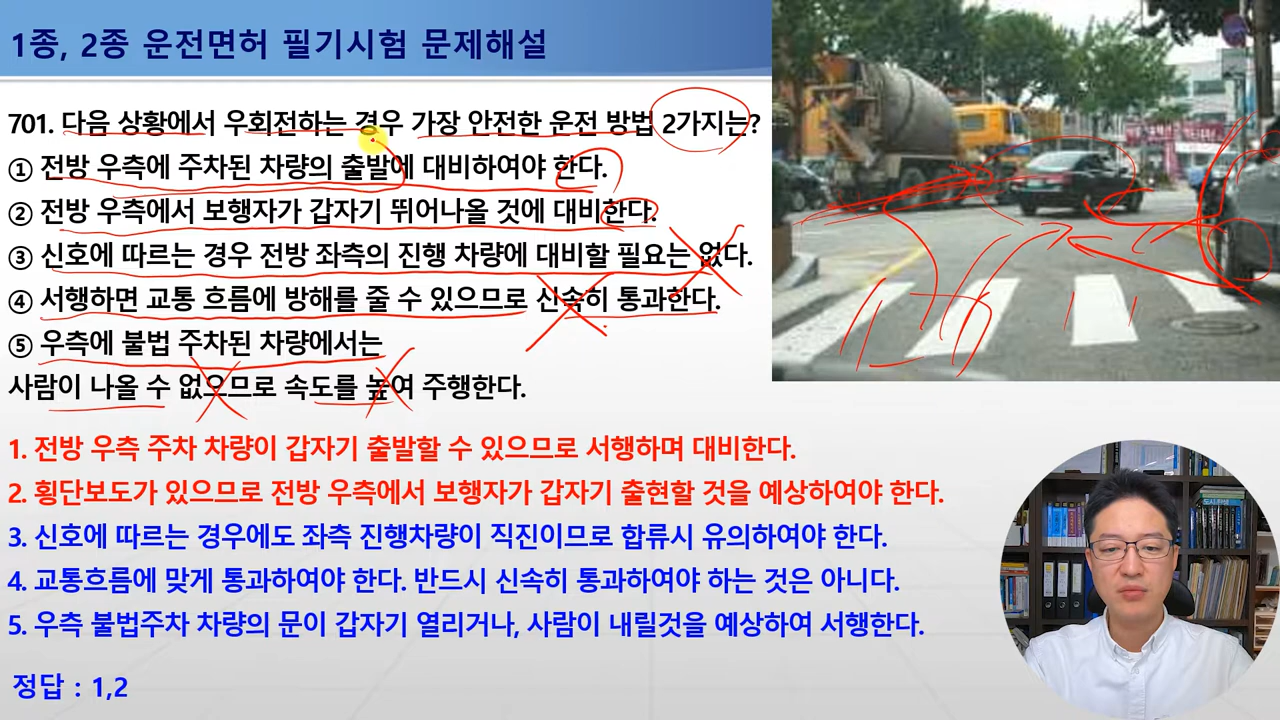 1종, 2종 운전면허 필기시험 문제해설
701. 다음 상황에서 우회전하는 경우 가장 안전한 운전 방법 2가지는?
① 전방 우측에 주차된 차량의 출발에 대비하여야 한다.
② 전방 우측에서 보행자가 갑자기 뛰어나올 것에 대비한다.
③ 신호에 따르는 경우 전방 좌측의 진행 차량에 대비할 필요는 없다.
④ 서행하면 교통 흐름에 방해를 줄 수 있으므로 신속히 통과한다.
⑤ 우측에 불법 주차된 차량에서는
사람이 나올 수 없으므로 속도를 높여 주행한다.
1. 전방 우측 주차 차량이 갑자기 출발할 수 있으므로 서행하며 대비한다.
2. 횡단보도가 있으므로 전방 우측에서 보행자가 갑자기 출현할 것을 예상하여야 한다.
3. 신호에 따르는 경우에도 좌측 진행차량이 직진이므로 합류시 유의하여야 한다.
4. 교통흐름에 맞게 통과하여야 한다. 반드시 신속히 통과하여야 하는 것은 아니다.
5. 우측 불법주차 차량의 문이 갑자기 열리거나, 사람이 내릴것을 예상하여 서행한다.
정답 : 1,2